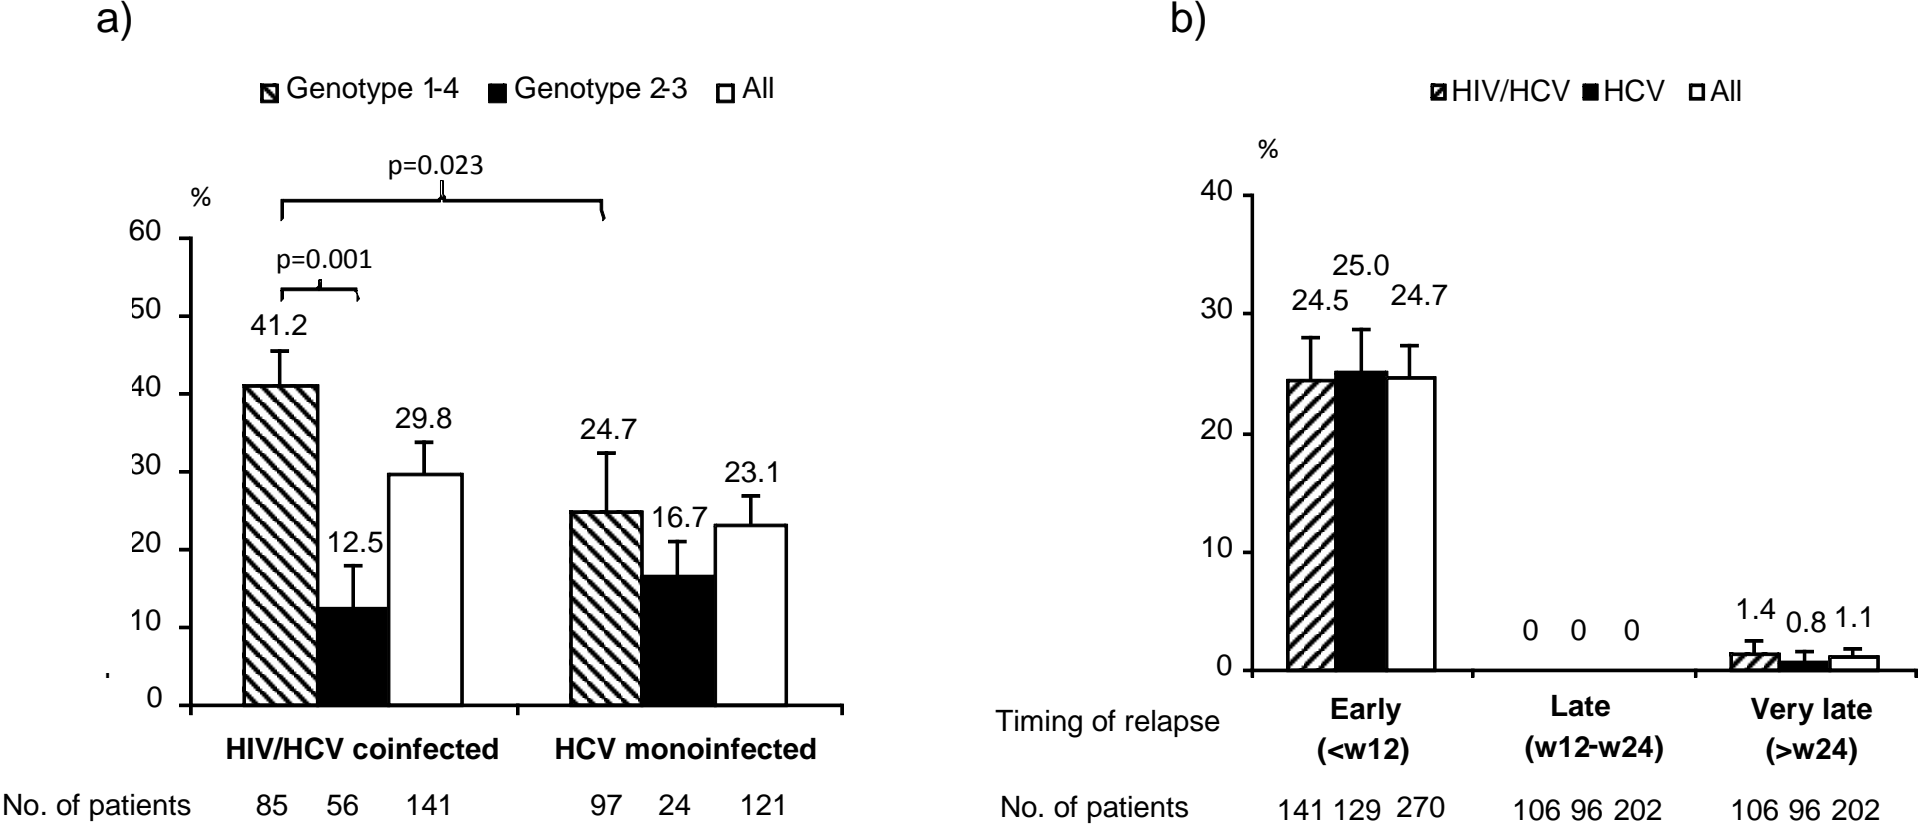 a)
Genotype 1-4 Genotype 2-3 All
p=0.023
%
60
p=0.001
50
41.2
40
29.8
24.7
30
23.1
16.7
12.5
20
10
0
HIV/HCV coinfected HCV monoinfected
No. of patients 85 56 141 97 24 121
b)
HIV/HCV HCV All
%
40
25.0
24.5 24.7
30
20
10
1.4 0.8 1.1
0 0 0
0
Timing of relapse
Early Late Very late
(<w12) (w12-w24) (>w24)
No. of patients 141 129 270 106 96 202 106 96 202